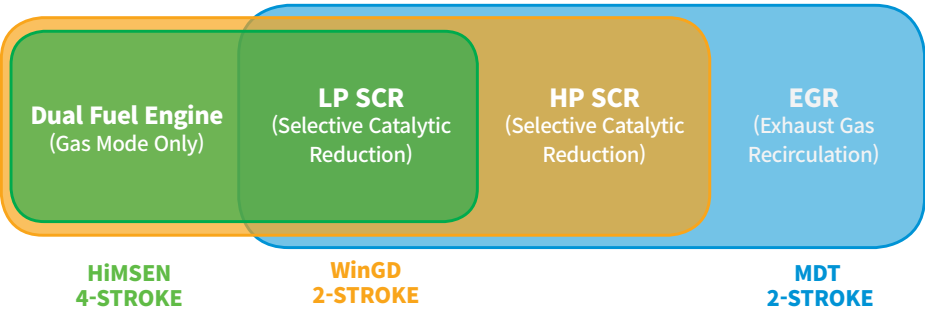 Dual Fuel Engine
(Gas Mode Only)
LP SCR
(Selective Catalytic
Reduction)
HP SCR
(Selective Catalytic
Reduction)
EGR
(Exhaust Gas
Recirculation)
HiMSEN
4-STROKE
WinGD
2-STROKE
MDT
2-STROKE